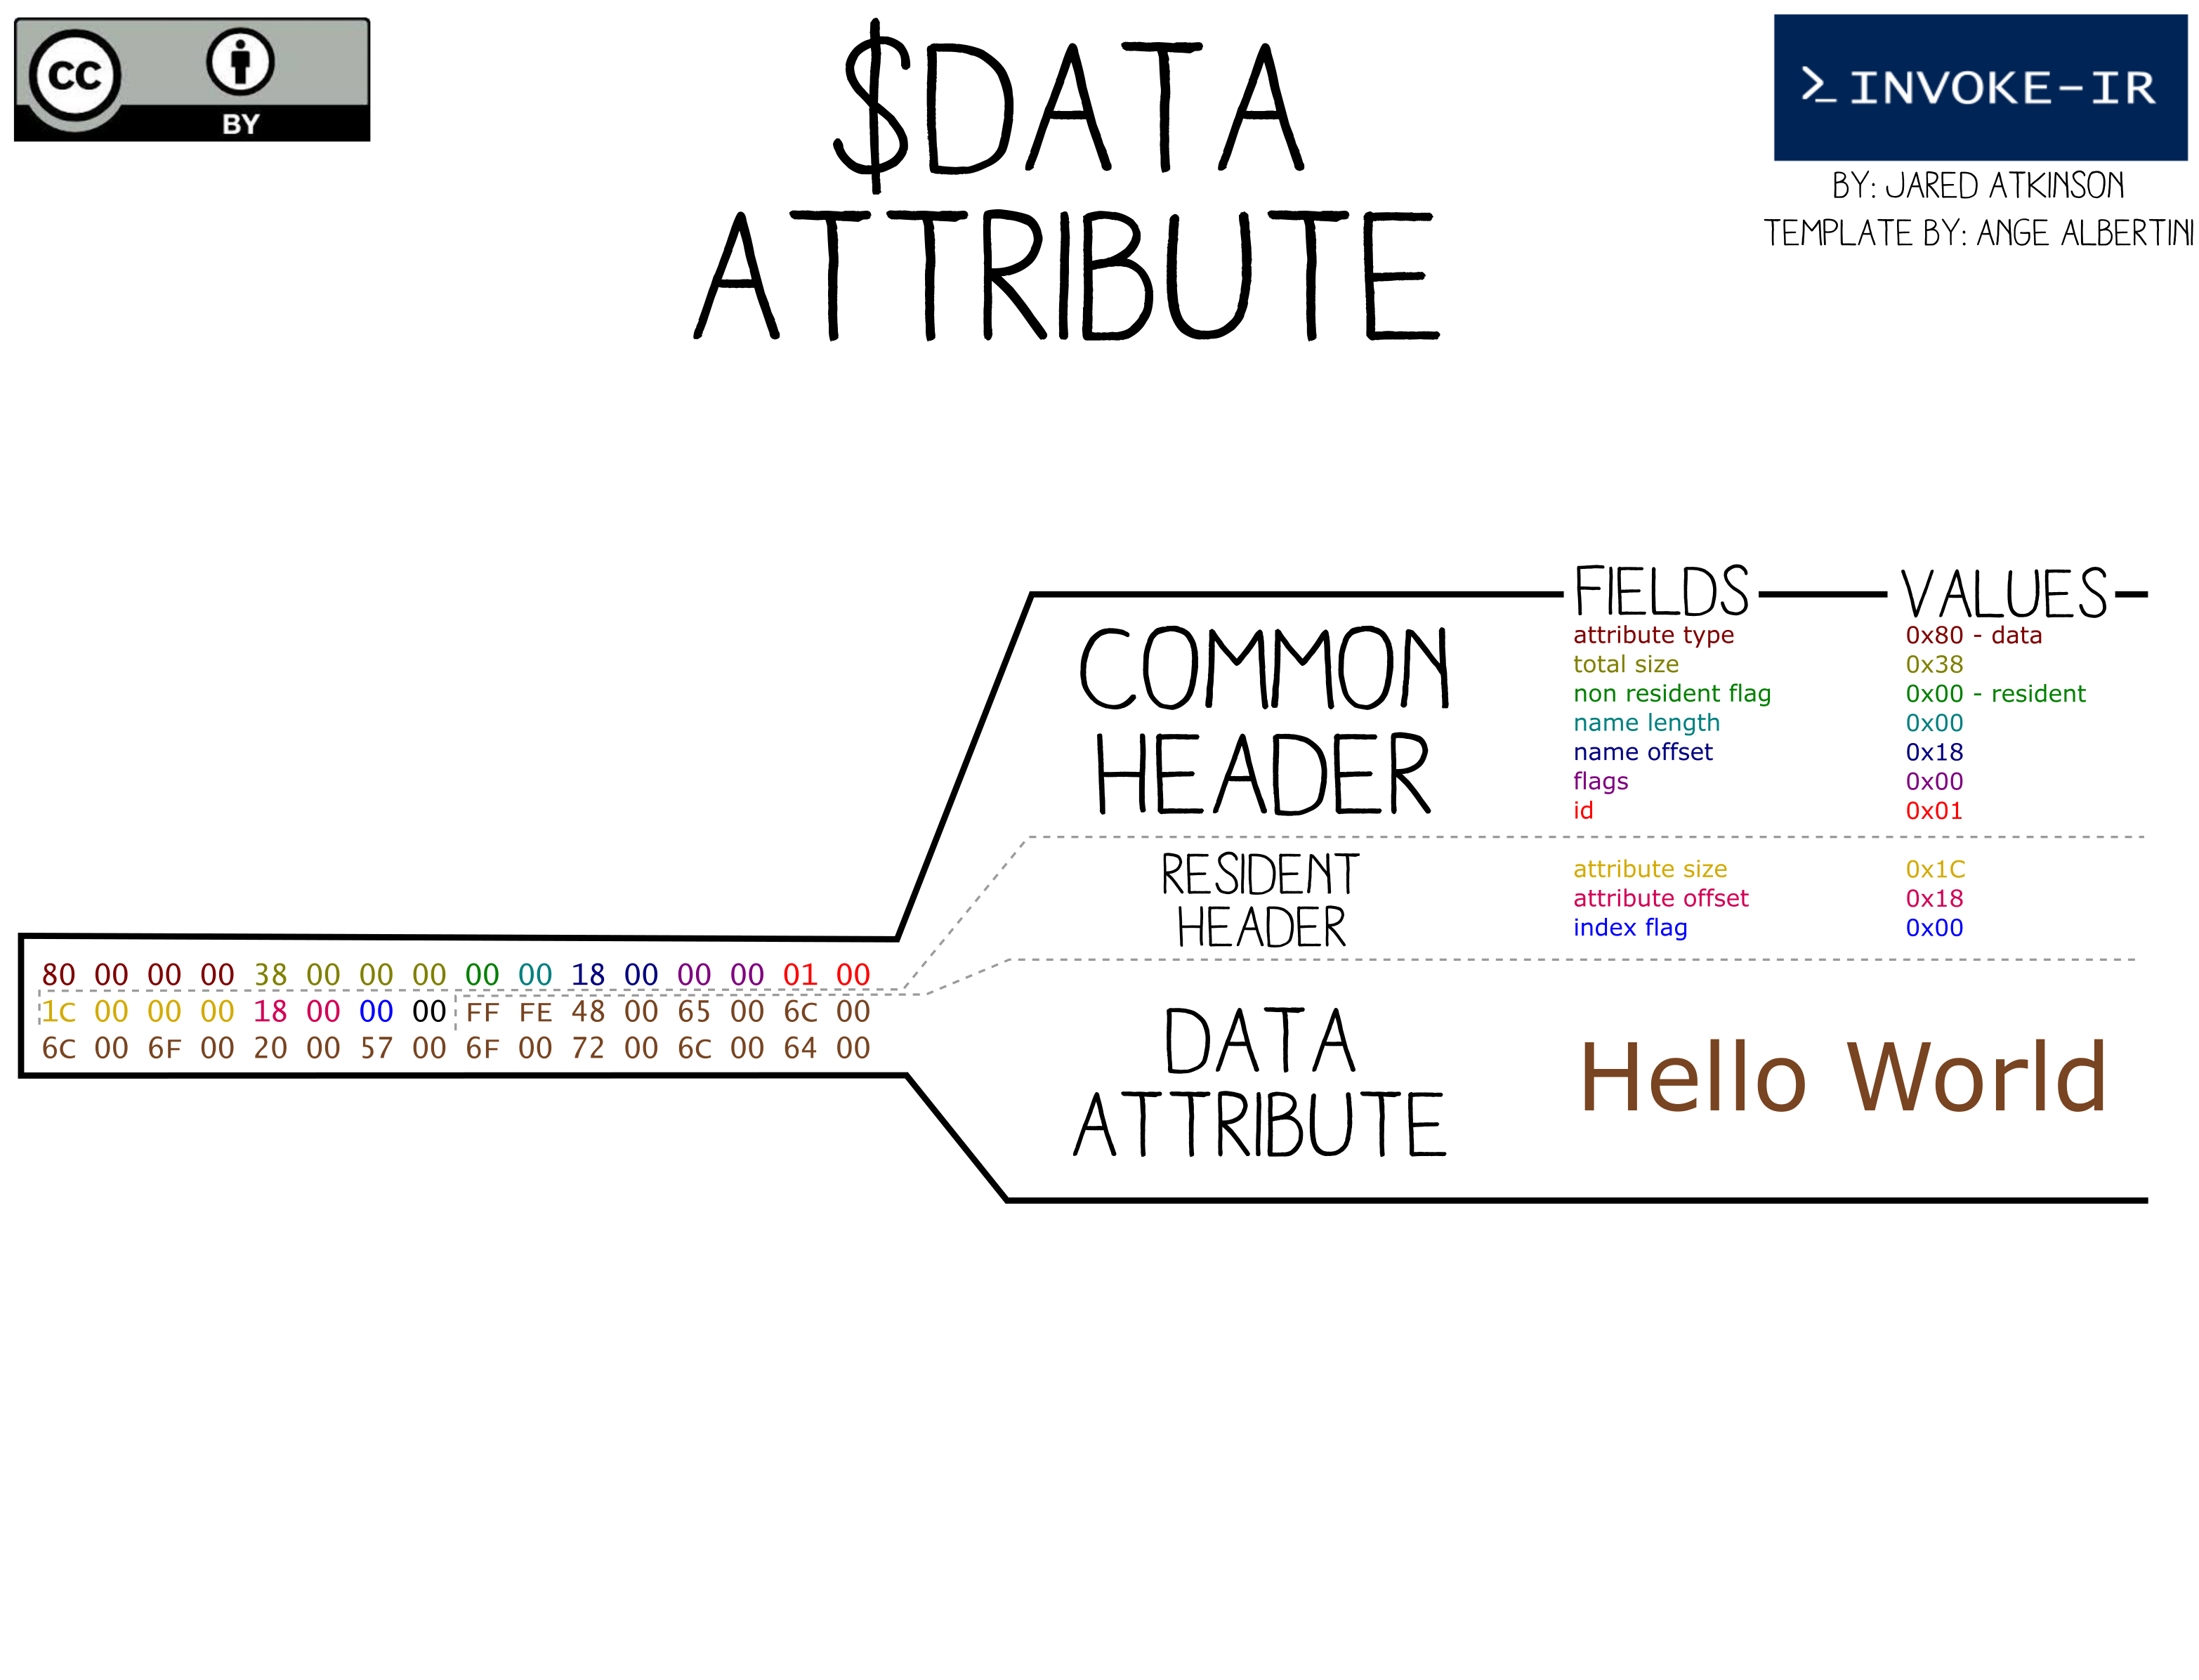 CC
BY
$DATA
ATTRIBUTE
>_ INVOKE-IR
BY: JARED ATKINSON
TEMPLATE BY: ANGE ALBERTINI
FIELDS VALUES
COMMON
HEADER
attribute type 0x80 - data
total size 0x38
non resident flag 0x00 - resident
name length 0x00
name offset 0x18
flags 0x00
id 0x01
RESIDENT
HEADER
attribute size 0x1C
attribute offset 0x18
index flag 0x00
80 00 00 00 38 00 00 00 00 00 18 00 00 00 01 00
1C 00 00 00 18 00 00 00 FF FE 48 00 65 00 6C 00
6C 00 6F 00 20 00 57 00 6F 00 72 00 6C 00 64 00
DATA
ATTRIBUTE
Hello World